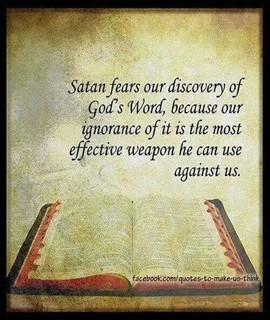 Satan fears our discovery of
God's Word, because our
ignorance of it is the most
effective weapon he can use
against us.
facebook.com/quotes-to-make-us-think